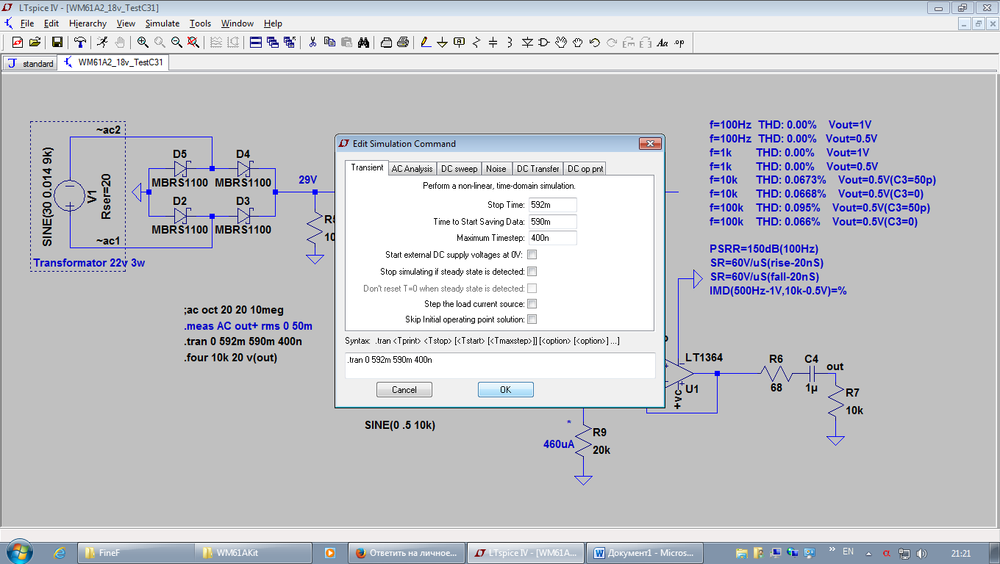 LTspice IV - [WM61A2_18v_TestC31]
File Edit Hierarchy View Simulate Tools Window Help
.op
standard
WM61A2_18v_TestC31
~ac2
SINE(30 0.014 9k)
V1
Rser=20
D5
MBRS1100
D4
MBRS1100
D2
MBRS1100
D3
MBRS1100
~ac1
Transformator 22v 3w
29V
;ac oct 20 20 10meg
.meas AC out+ rms 0 50m
.tran 0 592m 590m 400n
.four 10k 20 v(out)
Edit Simulation Command
Transient AC Analysis DC sweep Noise DC Transfer DC op pnt
Perform a non-linear, time-domain simulation.
Stop Time: 592m
Time to Start Saving Data: 590m
Maximum Timestep: 400n
Start external DC supply voltages at 0V:
Stop simulating if steady state is detected:
Don't reset T=0 when steady state is detected:
Step the load current source:
Skip Initial operating point solution:
Syntax: .tran <Tprint> <Tstop> [<Tstart> [<Tmaxstep>]] [<option> [<option>] ...]
.tran 0 592m 590m 400n
Cancel OK
f=100Hz THD: 0.00% Vout=1V
f=100Hz THD: 0.00% Vout=0.5V
f=1k THD: 0.00% Vout=1V
f=1k THD: 0.00% Vout=0.5V
f=10k THD: 0.0673% Vout=0.5V(C3=50p)
f=10k THD: 0.0668% Vout=0.5V(C3=0)
f=100k THD: 0.095% Vout=0.5V(C3=50p)
f=100k THD: 0.066% Vout=0.5V(C3=0)
PSRR=150dB(100Hz)
SR=60V/uS(rise-20nS)
SR=60V/uS(fall-20nS)
IMD(500Hz-1V,10k-0.5V)=%
LT1364
U1
+vc
R6
68
C4
1µ
out
R7
10k
SINE(0 .5 10k)
*
460uA
R9
20k
FineF
WM61AKit
Ответить на личное...
LTspice IV - [WM61A...
Документ1 - Micros...
EN
21:21